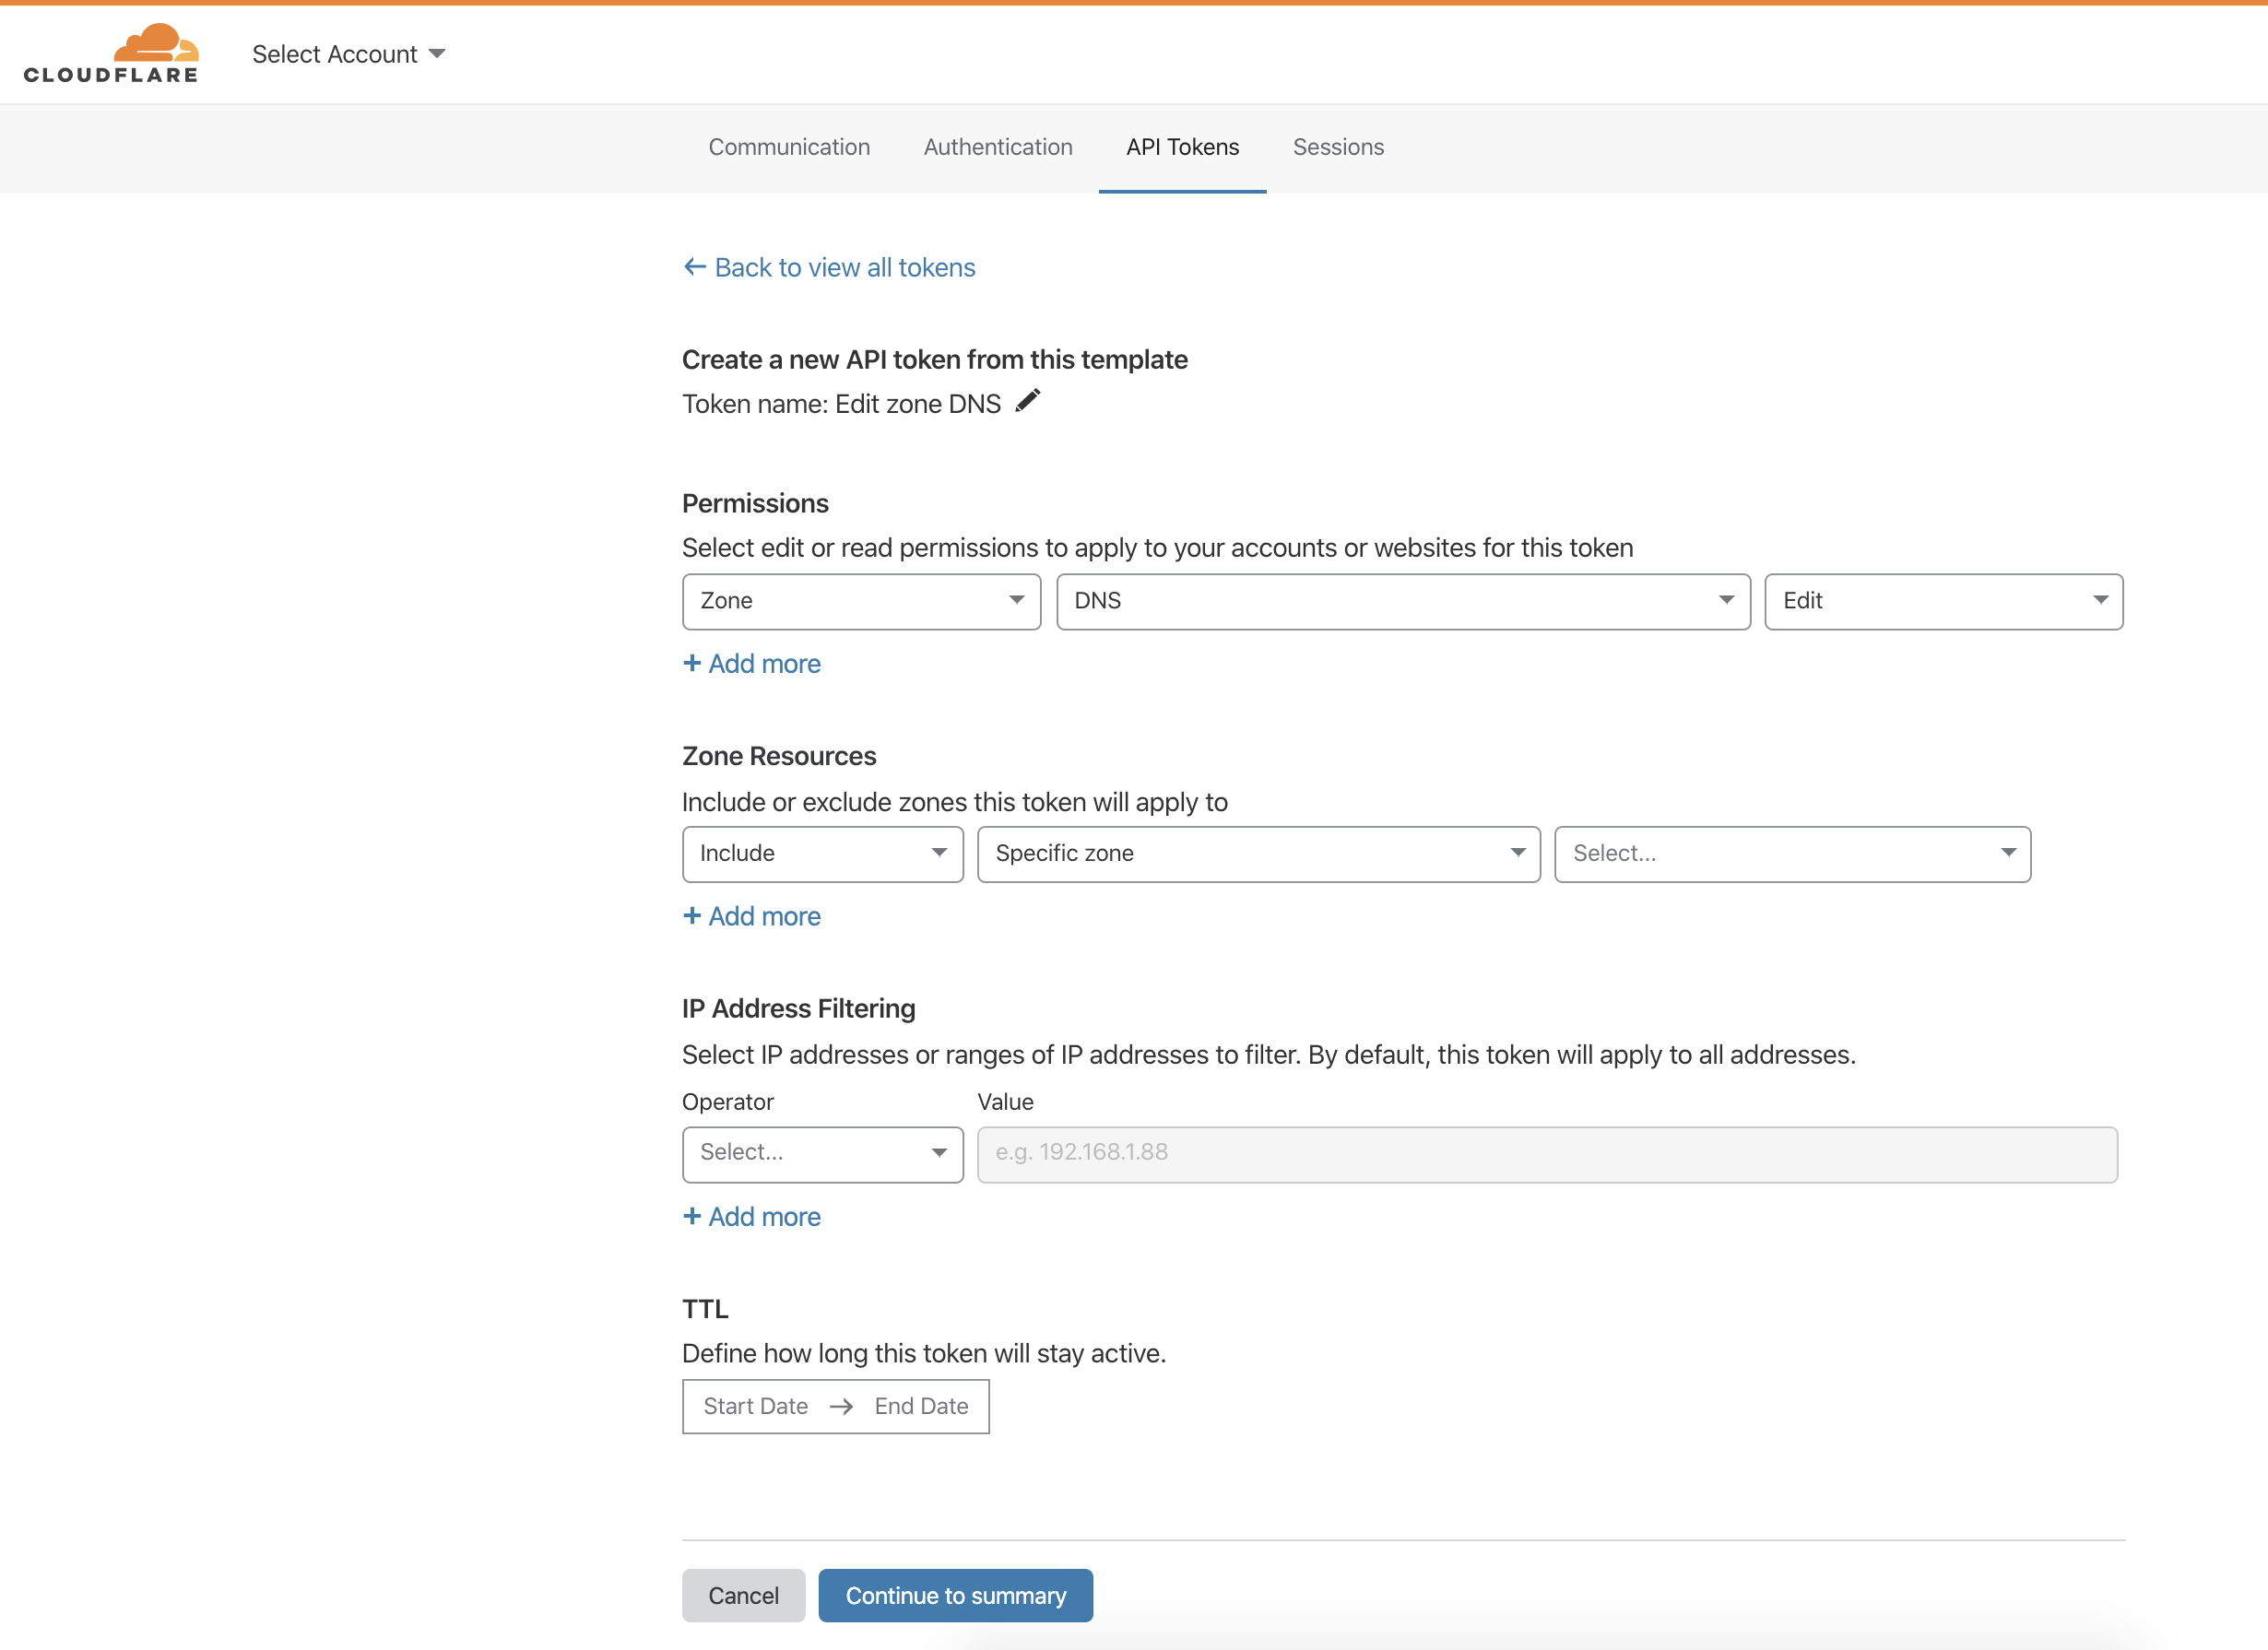 CLOUDFLARE
Select Account
Communication Authentication API Tokens Sessions
← Back to view all tokens
Create a new API token from this template
Token name: Edit zone DNS
Permissions
Select edit or read permissions to apply to your accounts or websites for this token
Zone DNS Edit
+ Add more
Zone Resources
Include or exclude zones this token will apply to
Include Specific zone Select...
+ Add more
IP Address Filtering
Select IP addresses or ranges of IP addresses to filter. By default, this token will apply to all addresses.
Operator Value
Select... e.g. 192.168.1.88
+ Add more
TTL
Define how long this token will stay active.
Start Date → End Date
Cancel Continue to summary